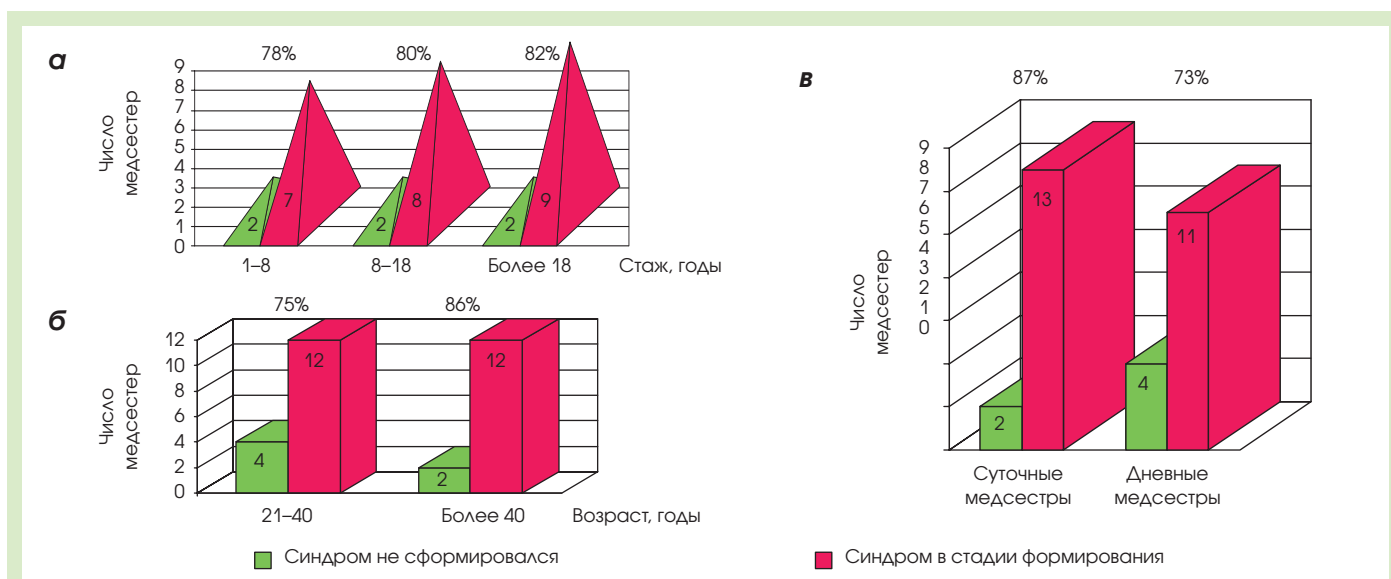 а
78%
80%
82%
Число
медсестер
9
8
7
6
5
4
3
2
1
0
2
7
2
8
2
9
1–8
8–18
Более 18
Стаж, годы
б
75%
86%
Число
медсестер
12
10
8
6
4
2
0
4
12
2
12
21–40
Более 40
Возраст, годы
в
87%
73%
Число
медсестер
9
8
7
6
5
4
3
2
1
0
2
13
4
11
Суточные
медсестры
Дневные
медсестры
Синдром не сформировался
Синдром в стадии формирования